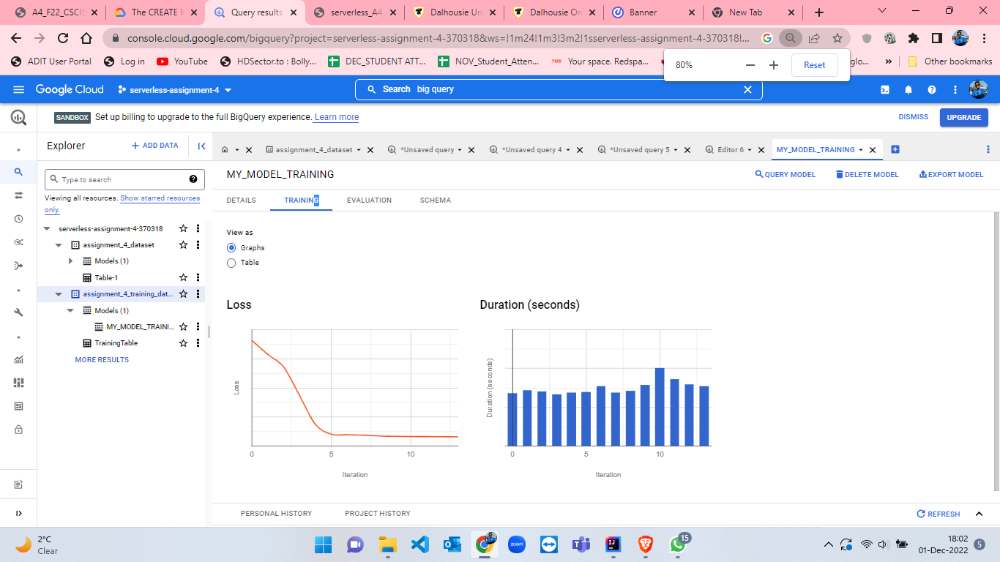 A4_F22_CSCI5
The CREATE M
Query results
serverless_A4
Dalhousie Un
Dalhousie On
Banner
New Tab
console.cloud.google.com/bigquery?project=serverless-assignment-4-370318&ws=!1m24!1m3!3m2!1sserverless-assignment-4-370318!...
ADIT User Portal
Log in
YouTube
HDSector.to : Bolly...
DEC_STUDENT ATT...
NOV_Student_Atten...
TMS Your space. Redspa...
glo...
»
Other bookmarks
80%
Reset
Google Cloud
serverless-assignment-4
Search big query
SANDBOX Set up billing to upgrade to the full BigQuery experience. Learn more
DISMISS
UPGRADE
Explorer
+ ADD DATA
assignment_4_dataset
*Unsaved query
*Unsaved query 4
*Unsaved query 5
Editor 6
MY_MODEL_TRAINING
Type to search
Viewing all resources. Show starred resources
only.
serverless-assignment-4-370318
assignment_4_dataset
Models (1)
Table-1
assignment_4_training_dat...
Models (1)
MY_MODEL_TRAINI...
TrainingTable
MORE RESULTS
MY_MODEL_TRAINING
QUERY MODEL
DELETE MODEL
EXPORT MODEL
DETAILS
TRAINING
EVALUATION
SCHEMA
View as
Graphs
Table
Loss
Loss
0 5 10
Iteration
Duration (seconds)
Duration (seconds)
0 5 10
Iteration
PERSONAL HISTORY
PROJECT HISTORY
REFRESH
2°C
Clear
zoom
15
18:02
01-Dec-2022
5